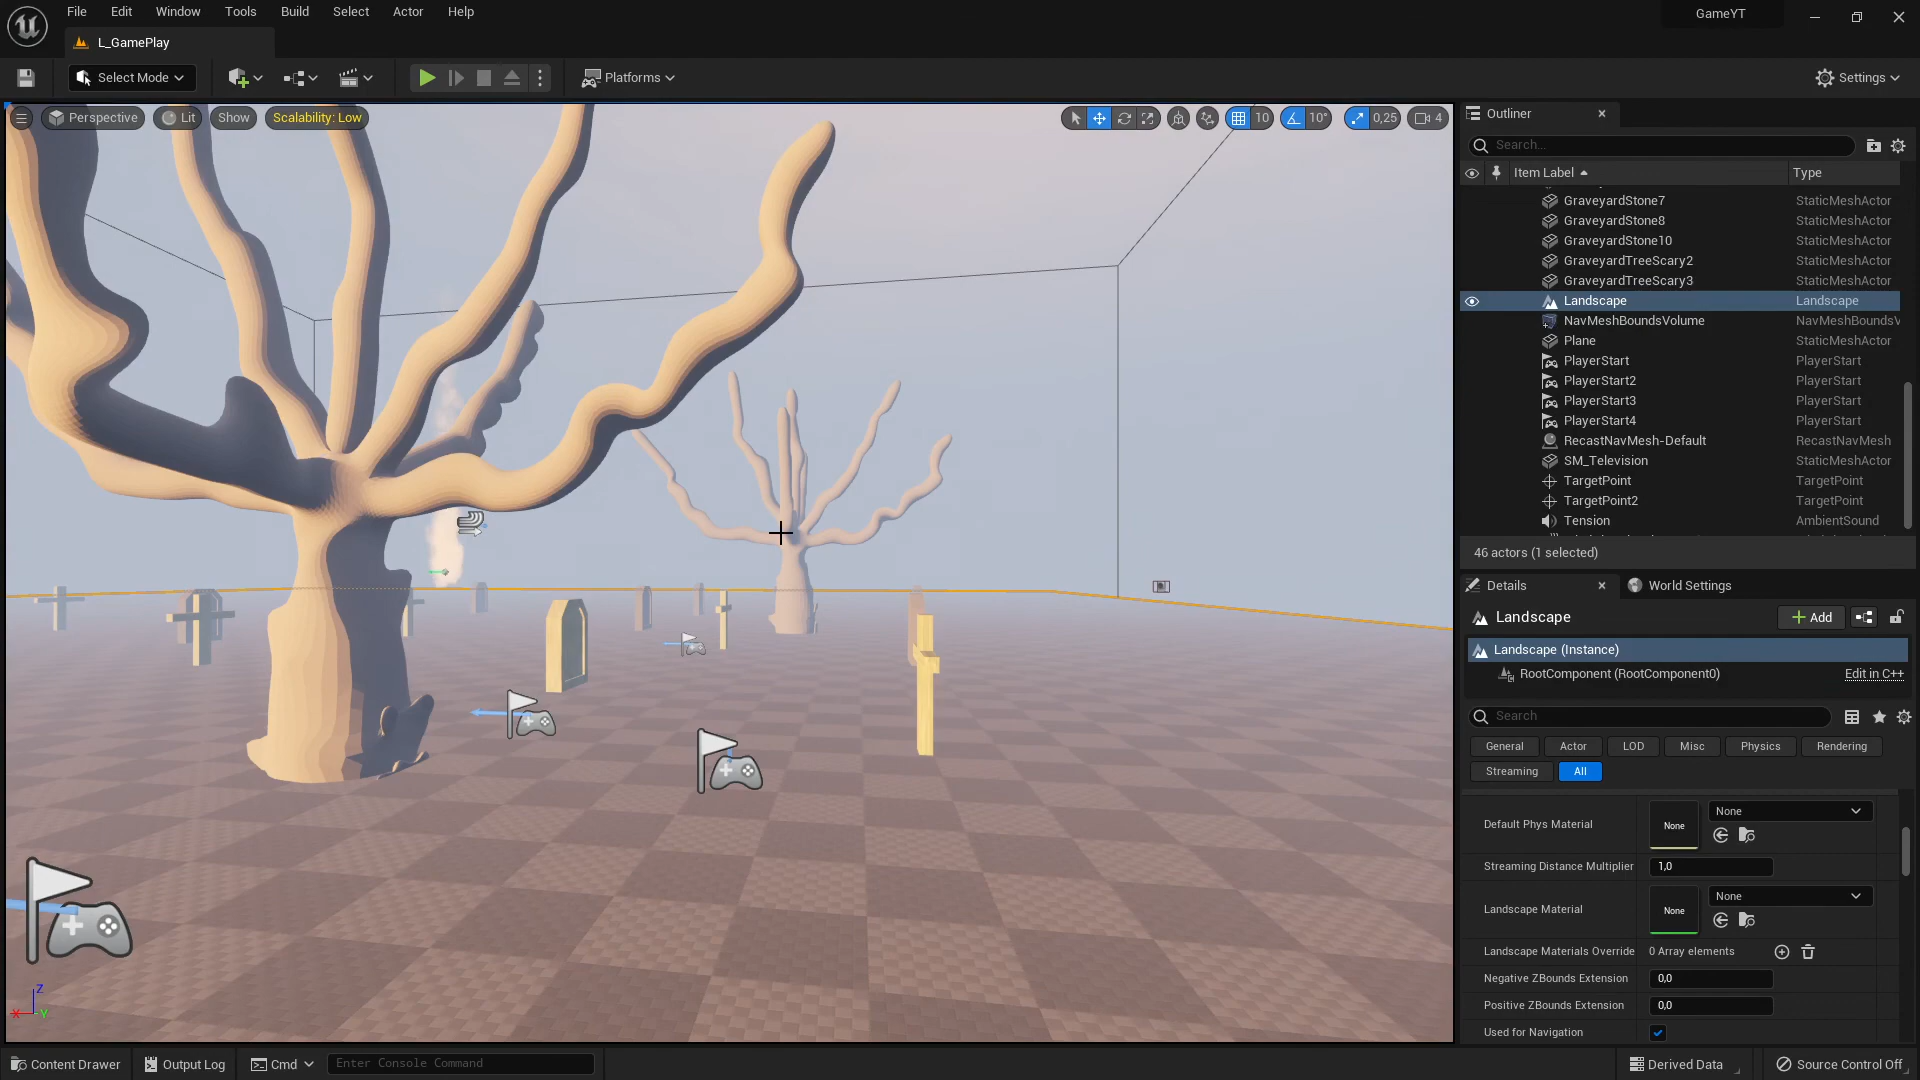 File Edit Window Tools Build Select Actor Help
GameYT
L_GamePlay
Select Mode
Platforms
Settings
Perspective Lit Show Scalability: Low
10 10° 0,25 4
Outliner
Search...
Item Label Type
GraveyardStone7 StaticMeshActor
GraveyardStone8 StaticMeshActor
GraveyardStone10 StaticMeshActor
GraveyardTreeScary2 StaticMeshActor
GraveyardTreeScary3 StaticMeshActor
Landscape Landscape
NavMeshBoundsVolume NavMeshBoundsV
Plane StaticMeshActor
PlayerStart PlayerStart
PlayerStart2 PlayerStart
PlayerStart3 PlayerStart
PlayerStart4 PlayerStart
RecastNavMesh-Default RecastNavMesh
SM_Television StaticMeshActor
TargetPoint TargetPoint
TargetPoint2 TargetPoint
Tension AmbientSound
46 actors (1 selected)
Details World Settings
Landscape Add
Landscape (Instance)
RootComponent (RootComponent0) Edit in C++
Search
General Actor LOD Misc Physics Rendering
Streaming All
Default Phys Material None None
Streaming Distance Multiplier 1,0
Landscape Material None None
Landscape Materials Override 0 Array elements
Negative ZBounds Extension 0,0
Positive ZBounds Extension 0,0
Used for Navigation
Z
X Y
Content Drawer Output Log Cmd Enter Console Command
Derived Data Source Control Off